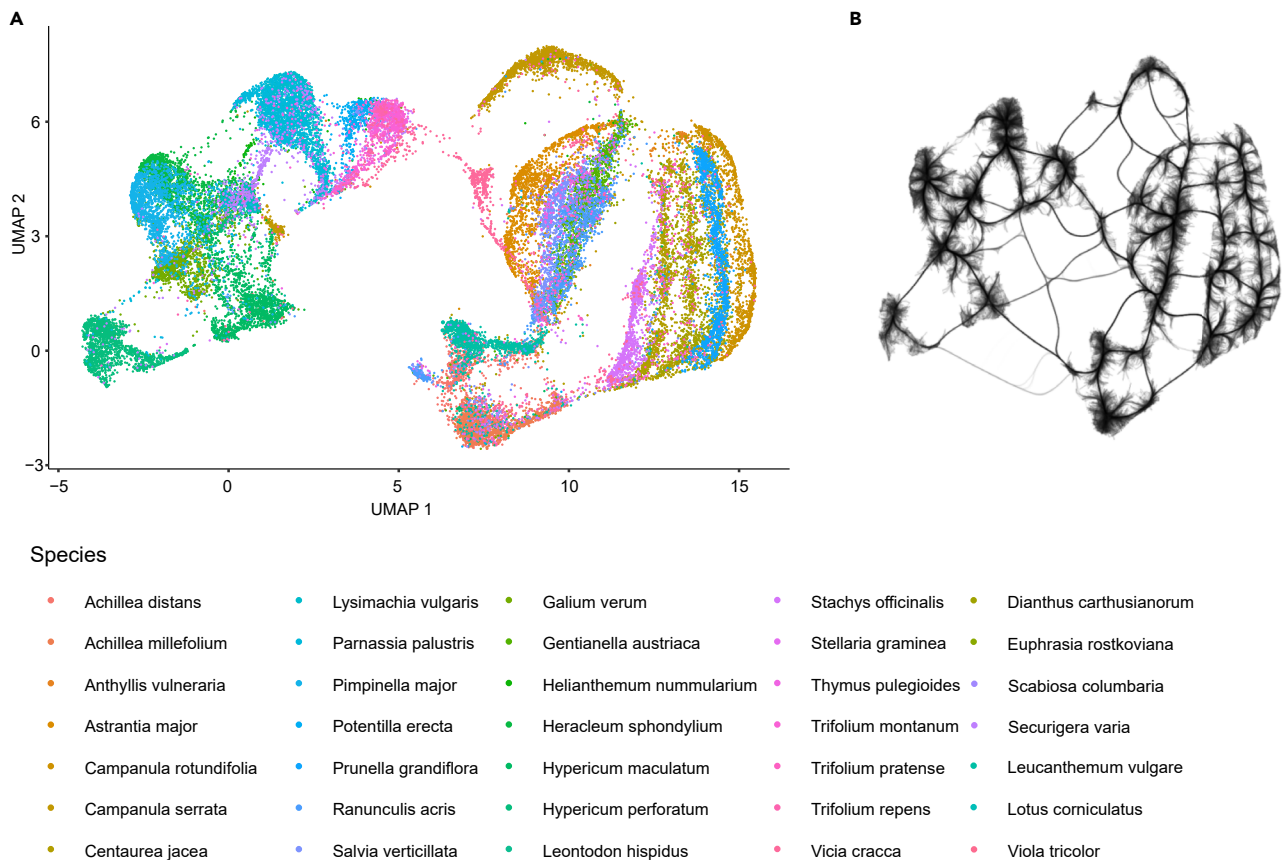 A
B
UMAP 2
6
3
0
−3
−5
0
5
10
15
UMAP 1
Species
Achillea distans
Lysimachia vulgaris
Galium verum
Stachys officinalis
Dianthus carthusianorum
Achillea millefolium
Parnassia palustris
Gentianella austriaca
Stellaria graminea
Euphrasia rostkoviana
Anthyllis vulneraria
Pimpinella major
Helianthemum nummularium
Thymus pulegioides
Scabiosa columbaria
Astrantia major
Potentilla erecta
Heracleum sphondylium
Trifolium montanum
Securigera varia
Campanula rotundifolia
Prunella grandiflora
Hypericum maculatum
Trifolium pratense
Leucanthemum vulgare
Campanula serrata
Ranunculis acris
Hypericum perforatum
Trifolium repens
Lotus corniculatus
Centaurea jacea
Salvia verticillata
Leontodon hispidus
Vicia cracca
Viola tricolor